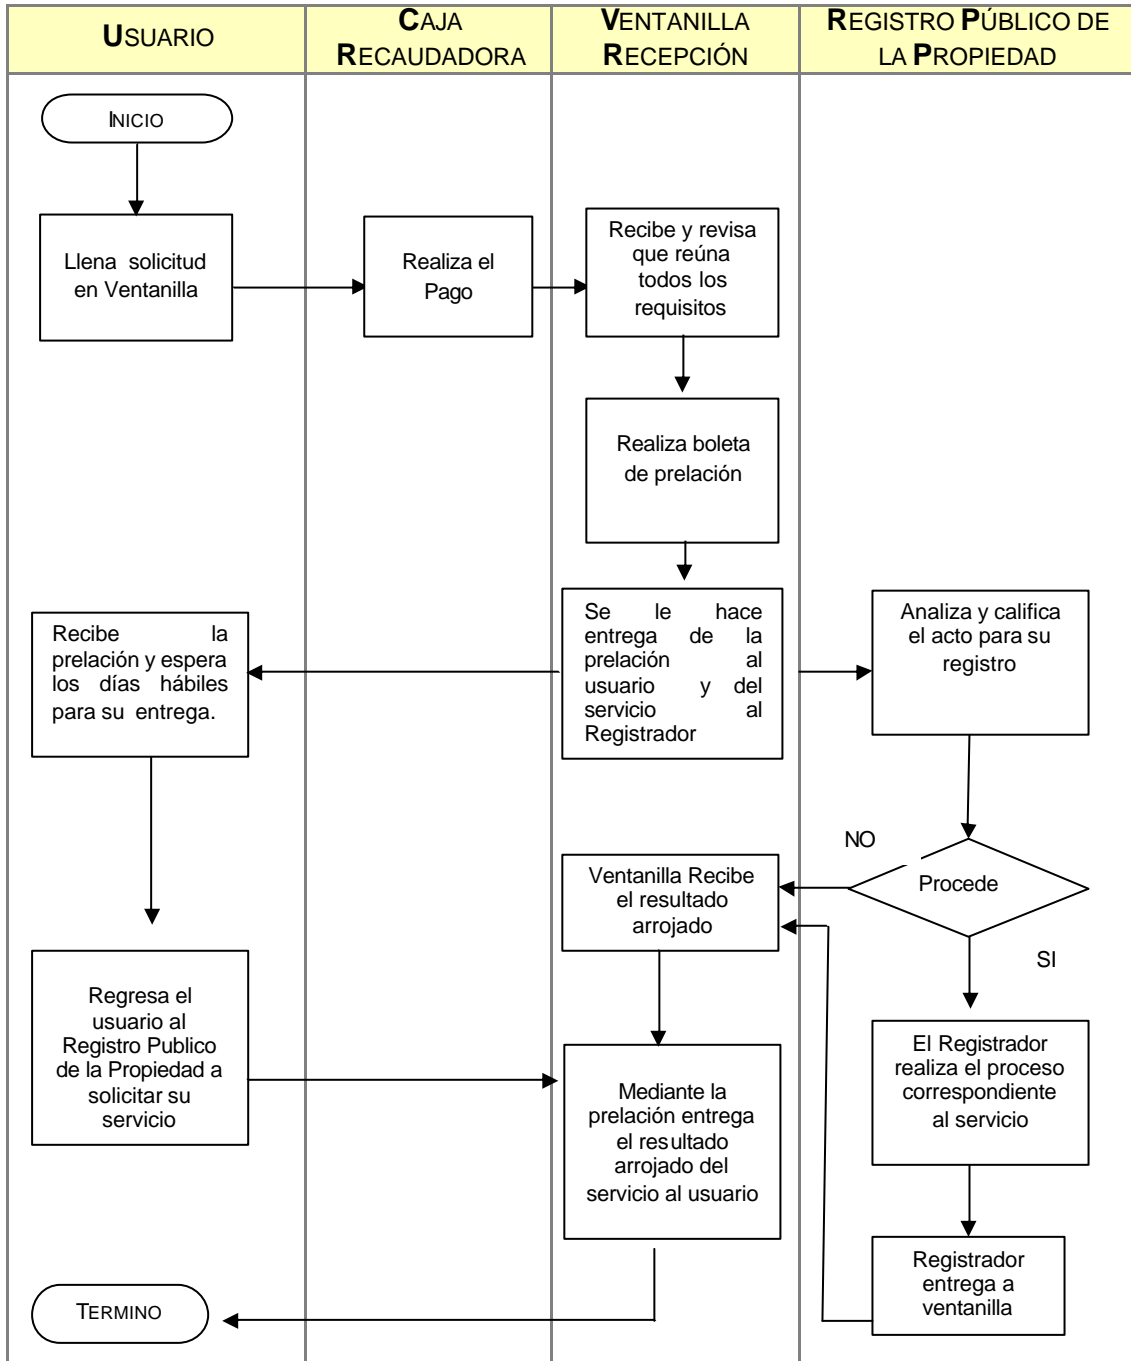 USUARIO
CAJA
RECAUDADORA
VENTANILLA
RECEPCIÓN
REGISTRO PÚBLICO DE
LA PROPIEDAD
INICIO
Llena solicitud
en Ventanilla
Realiza el
Pago
Recibe y revisa
que reúna
todos los
requisitos
Realiza boleta
de prelación
Recibe la
prelación y espera
los días hábiles
para su entrega.
Se le hace
entrega de la
prelación al
usuario y del
servicio al
Registrador
Analiza y califica
el acto para su
registro
NO
Procede
SI
Ventanilla Recibe
el resultado
arrojado
Regresa el
usuario al
Registro Publico
de la Propiedad a
solicitar su
servicio
Mediante la
prelación entrega
el resultado
arrojado del
servicio al usuario
El Registrador
realiza el proceso
correspondiente
al servicio
Registrador
entrega a
ventanilla
TERMINO